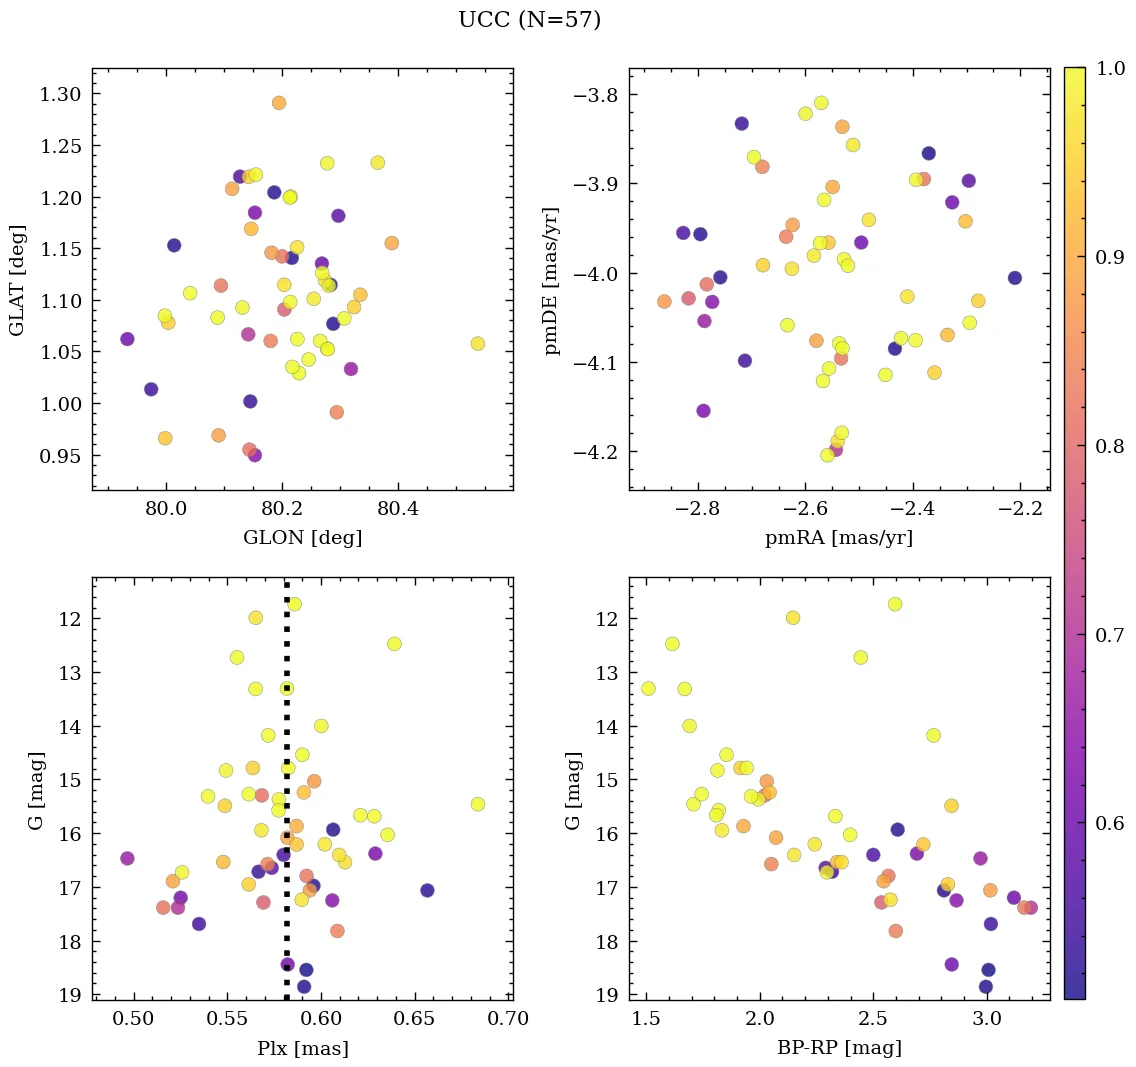 UCC (N=57)
1.30
1.25
1.20
1.15
1.10
1.05
1.00
0.95
GLAT [deg]
80.0 80.2 80.4
GLON [deg]
−3.8
−3.9
−4.0
−4.1
−4.2
pmDE [mas/yr]
−2.8 −2.6 −2.4 −2.2
pmRA [mas/yr]
12
13
14
15
16
17
18
19
G [mag]
0.50 0.55 0.60 0.65 0.70
Plx [mas]
12
13
14
15
16
17
18
19
G [mag]
1.5 2.0 2.5 3.0
BP-RP [mag]
1.0
0.9
0.8
0.7
0.6